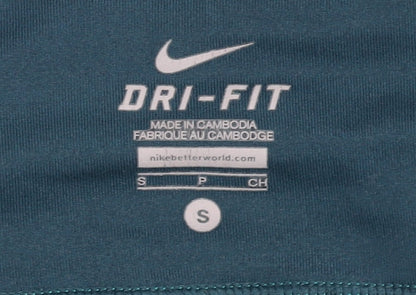 DRI-FIT
MADE IN CAMBODIA
FABRIQUE AU CAMBODGE
nikebetterworld.com
S P CH
S